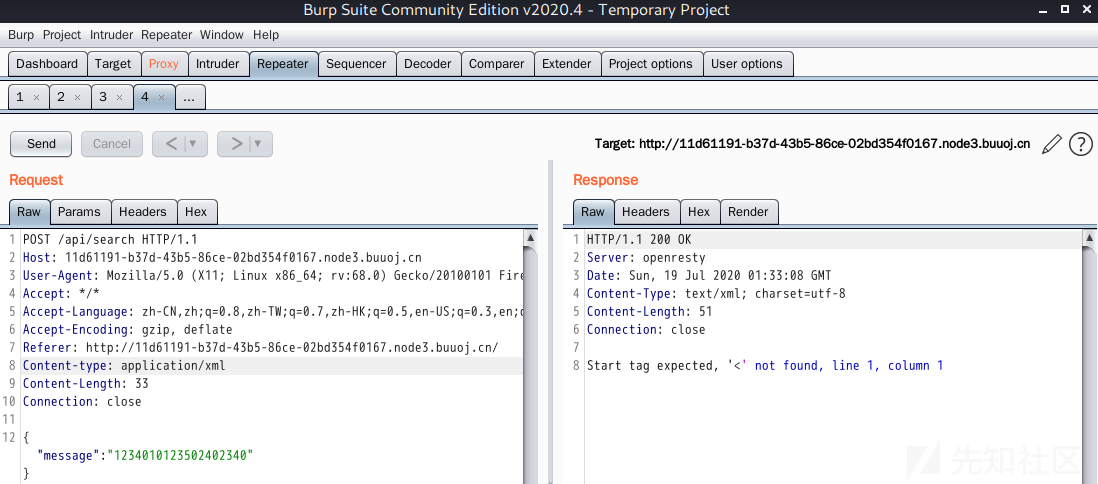 Burp Suite Community Edition v2020.4 - Temporary Project
Burp Project Intruder Repeater Window Help
Dashboard Target Proxy Intruder Repeater Sequencer Decoder Comparer Extender Project options User options
1 × 2 × 3 × 4 × ...
Send Cancel < > Target: http://11d61191-b37d-43b5-86ce-02bd354f0167.node3.buuoj.cn ?
Request
Raw Params Headers Hex
1 POST /api/search HTTP/1.1
2 Host: 11d61191-b37d-43b5-86ce-02bd354f0167.node3.buuoj.cn
3 User-Agent: Mozilla/5.0 (X11; Linux x86_64; rv:68.0) Gecko/20100101 Fire
4 Accept: */*
5 Accept-Language: zh-CN,zh;q=0.8,zh-TW;q=0.7,zh-HK;q=0.5,en-US;q=0.3,en;
6 Accept-Encoding: gzip, deflate
7 Referer: http://11d61191-b37d-43b5-86ce-02bd354f0167.node3.buuoj.cn/
8 Content-type: application/xml
9 Content-Length: 33
10 Connection: close
11
12 {
"message":"1234010123502402340"
}
Response
Raw Headers Hex Render
1 HTTP/1.1 200 OK
2 Server: openresty
3 Date: Sun, 19 Jul 2020 01:33:08 GMT
4 Content-Type: text/xml; charset=utf-8
5 Content-Length: 51
6 Connection: close
7
8 Start tag expected, '<' not found, line 1, column 1
先知社区